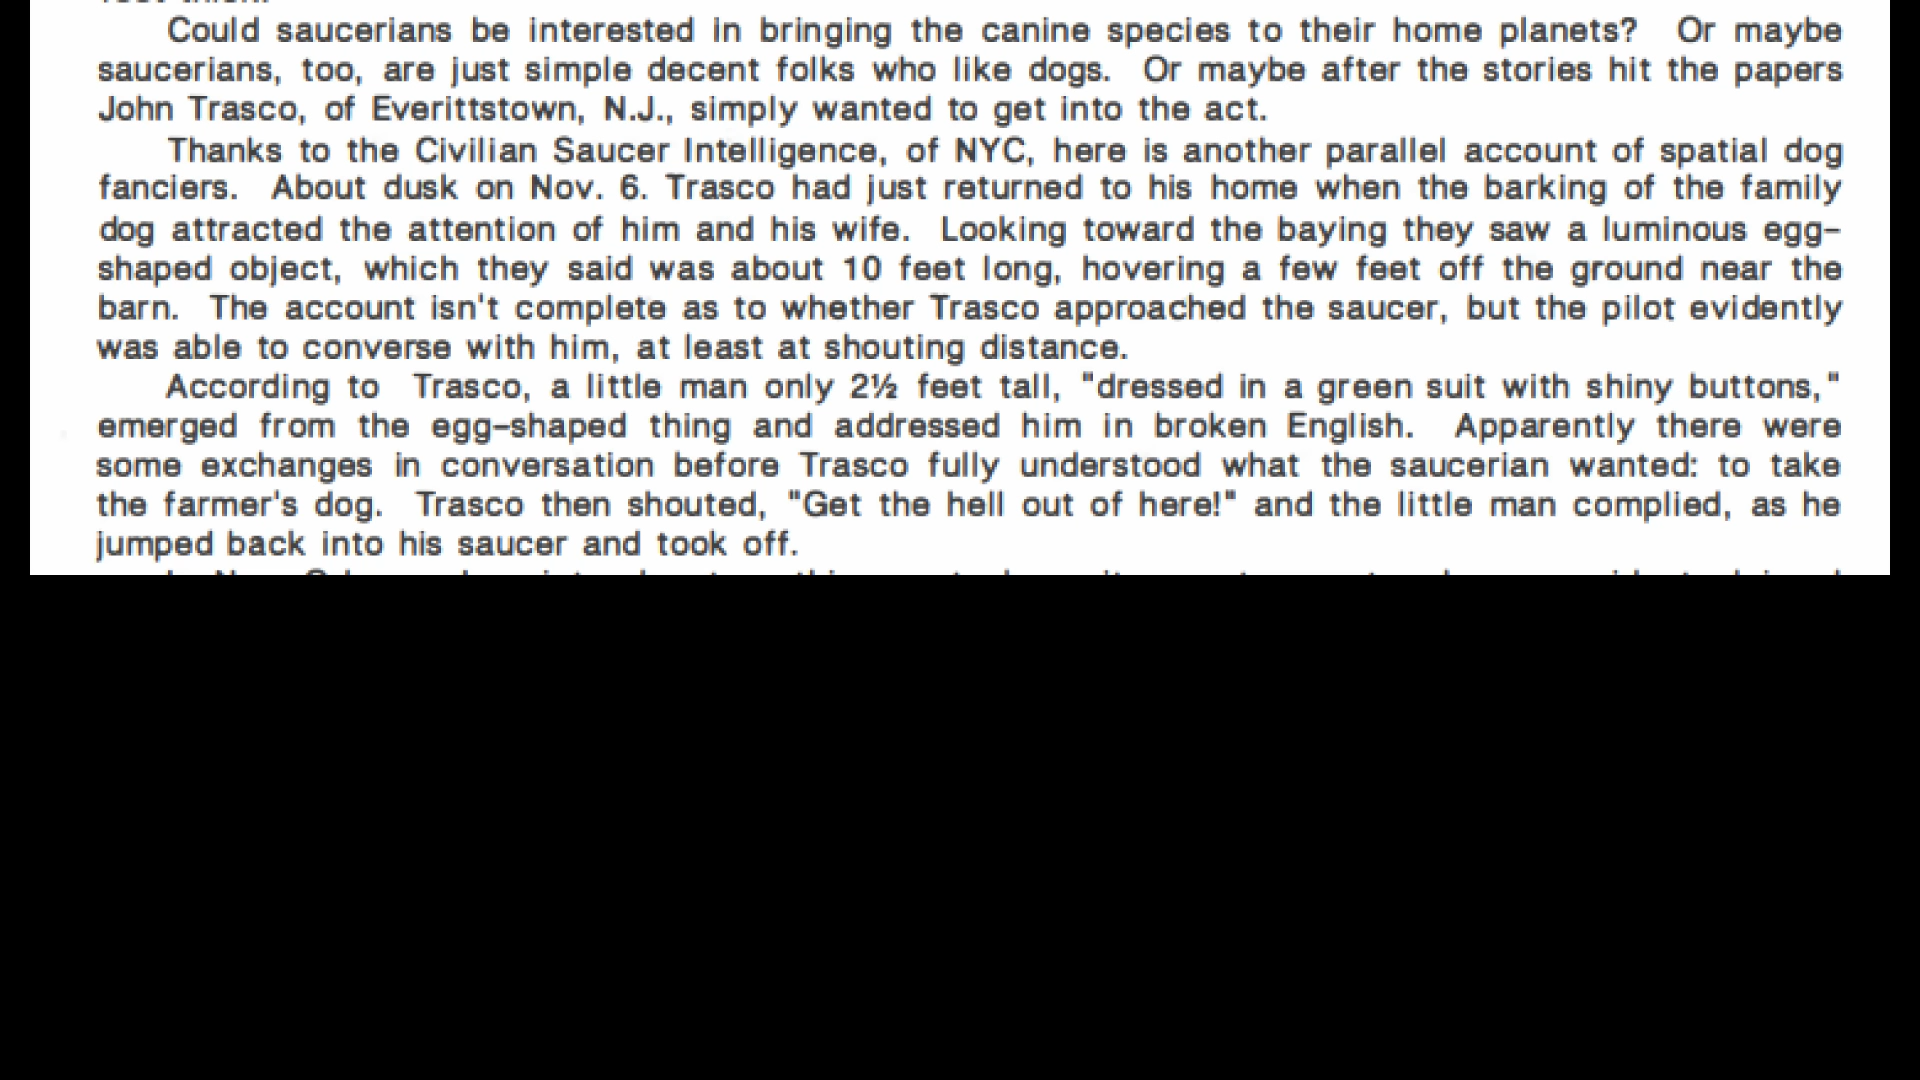 Could saucerians be interested in bringing the canine species to their home planets?  Or maybe
saucerians, too, are just simple decent folks who like dogs.  Or maybe after the stories hit the papers
John Trasco, of Everittstown, N.J., simply wanted to get into the act.
Thanks to the Civilian Saucer Intelligence, of NYC, here is another parallel account of spatial dog
fanciers.  About dusk on Nov. 6. Trasco had just returned to his home when the barking of the family
dog attracted the attention of him and his wife.  Looking toward the baying they saw a luminous egg-
shaped object, which they said was about 10 feet long, hovering a few feet off the ground near the
barn.  The account isn't complete as to whether Trasco approached the saucer, but the pilot evidently
was able to converse with him, at least at shouting distance.
According to  Trasco, a little man only 2½ feet tall, "dressed in a green suit with shiny buttons,"
emerged from the egg-shaped thing and addressed him in broken English.  Apparently there were
some exchanges in conversation before Trasco fully understood what the saucerian wanted: to take
the farmer's dog.  Trasco then shouted, "Get the hell out of here!" and the little man complied, as he
jumped back into his saucer and took off.